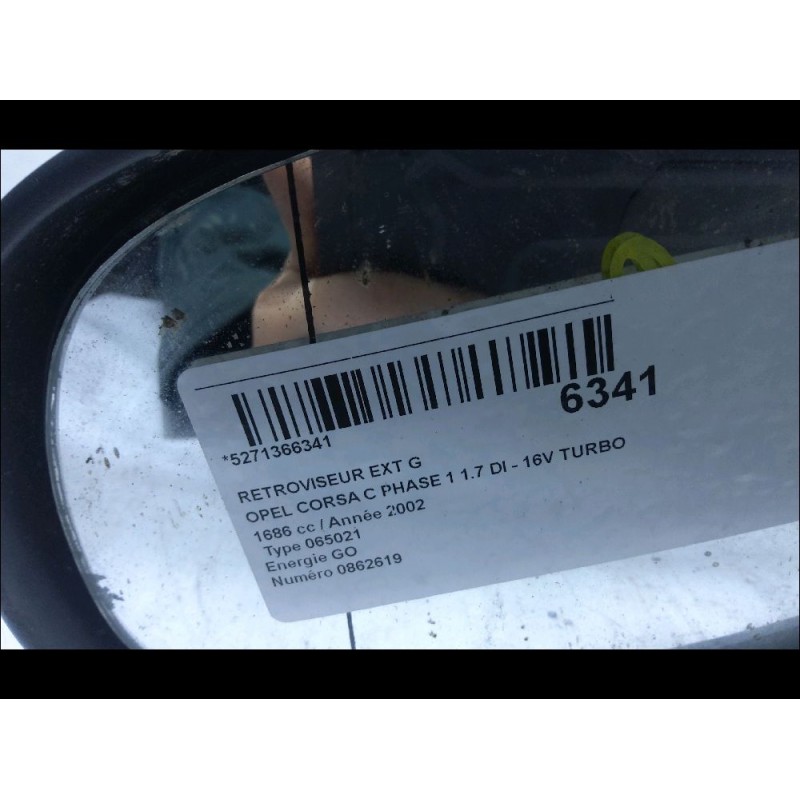 *5271366341
6341
RETROVISEUR EXT G
OPEL CORSA C PHASE 1 1.7 DI - 16V TURBO
1686 cc / Année 2002
Type 065021
Energie GO
Numéro 0862619